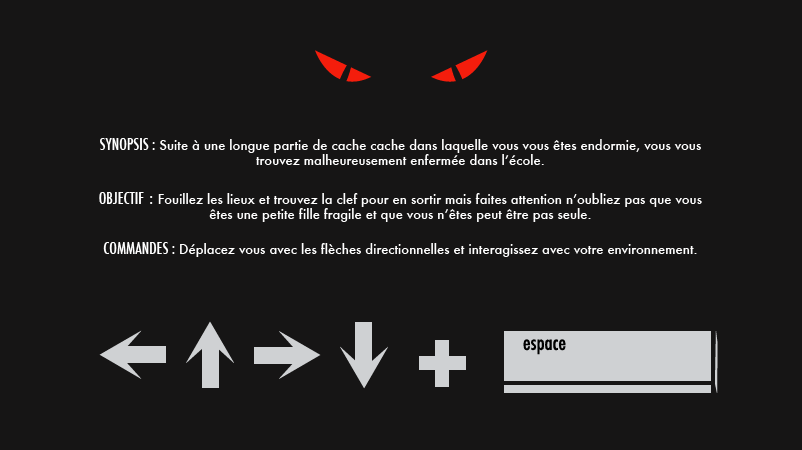 SYNOPSIS : Suite à une longue partie de cache cache dans laquelle vous vous êtes endormie, vous vous
trouvez malheureusement enfermée dans l'école.
OBJECTIF : Fouillez les lieux et trouvez la clef pour en sortir mais faites attention n'oubliez pas que vous
êtes une petite fille fragile et que vous n'êtes peut être pas seule.
COMMANDES : Déplacez vous avec les flèches directionnelles et interagissez avec votre environnement.
espace